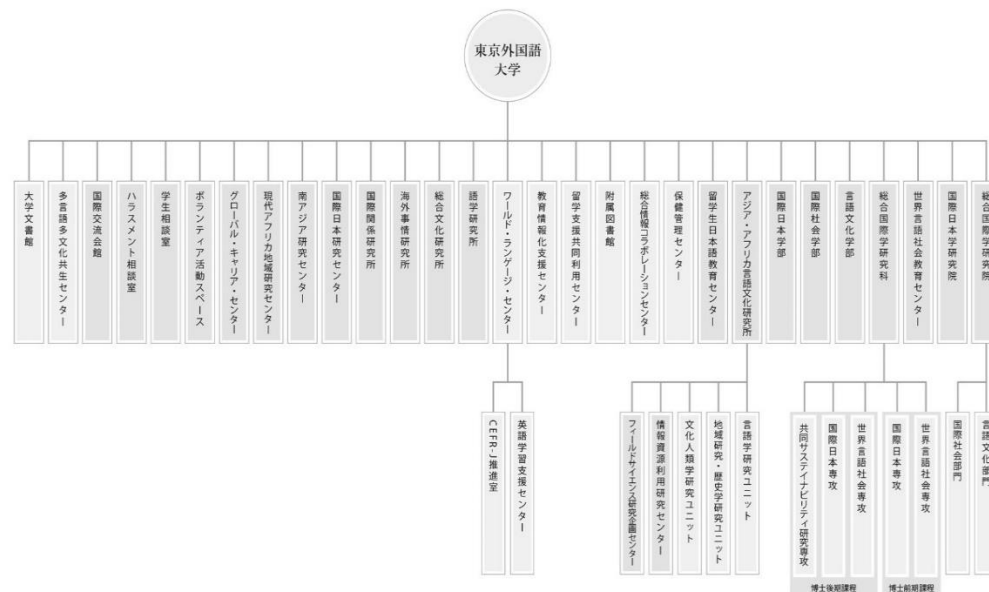 東京外国語
大学
総合国際学研究院
国際日本学研究院
世界言語社会教育センター
総合国際学研究科
言語文化学部
国際社会学部
国際日本学部
アジア・アフリカ言語文化研究所
留学生日本語教育センター
保健管理センター
総合情報コラボレーションセンター
附属図書館
留学支援共同利用センター
教育情報化支援センター
ワールド・ランゲージ・センター
語学研究所
総合文化研究所
海外事情研究所
国際関係研究所
国際日本研究センター
南アジア研究センター
現代アフリカ地域研究センター
グローバル・キャリア・センター
ボランティア活動スペース
学生相談室
ハラスメント相談室
国際交流会館
多言語多文化共生センター
大学文書館
言語文化部門
国際社会部門
世界言語社会専攻
国際日本専攻
博士前期課程
世界言語社会専攻
国際日本専攻
共同サステイナビリティ研究専攻
博士後期課程
言語学研究ユニット
地域研究・歴史学研究ユニット
文化人類学研究ユニット
情報資源利用研究センター
フィールドサイエンス研究企画センター
英語学習支援センター
CEFR-J推進室